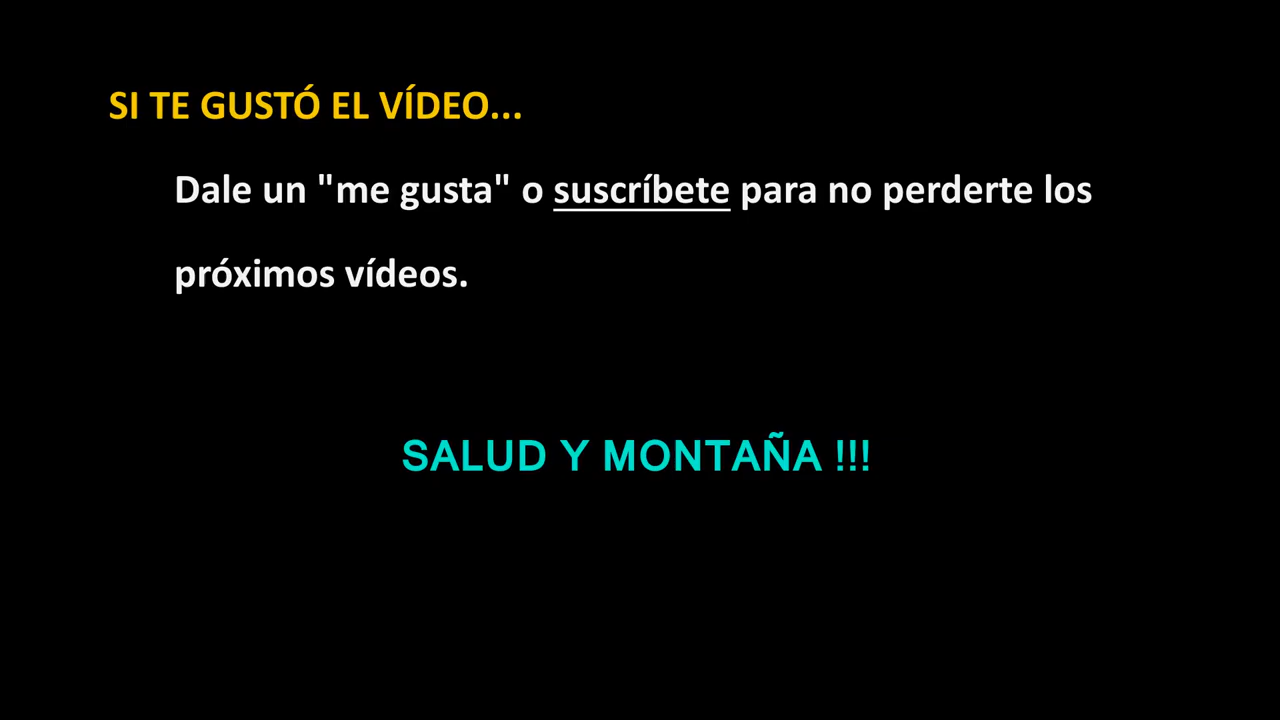 SI TE GUSTÓ EL VÍDEO...
Dale un "me gusta" o suscríbete para no perderte los
próximos vídeos.
SALUD Y MONTAÑA !!!